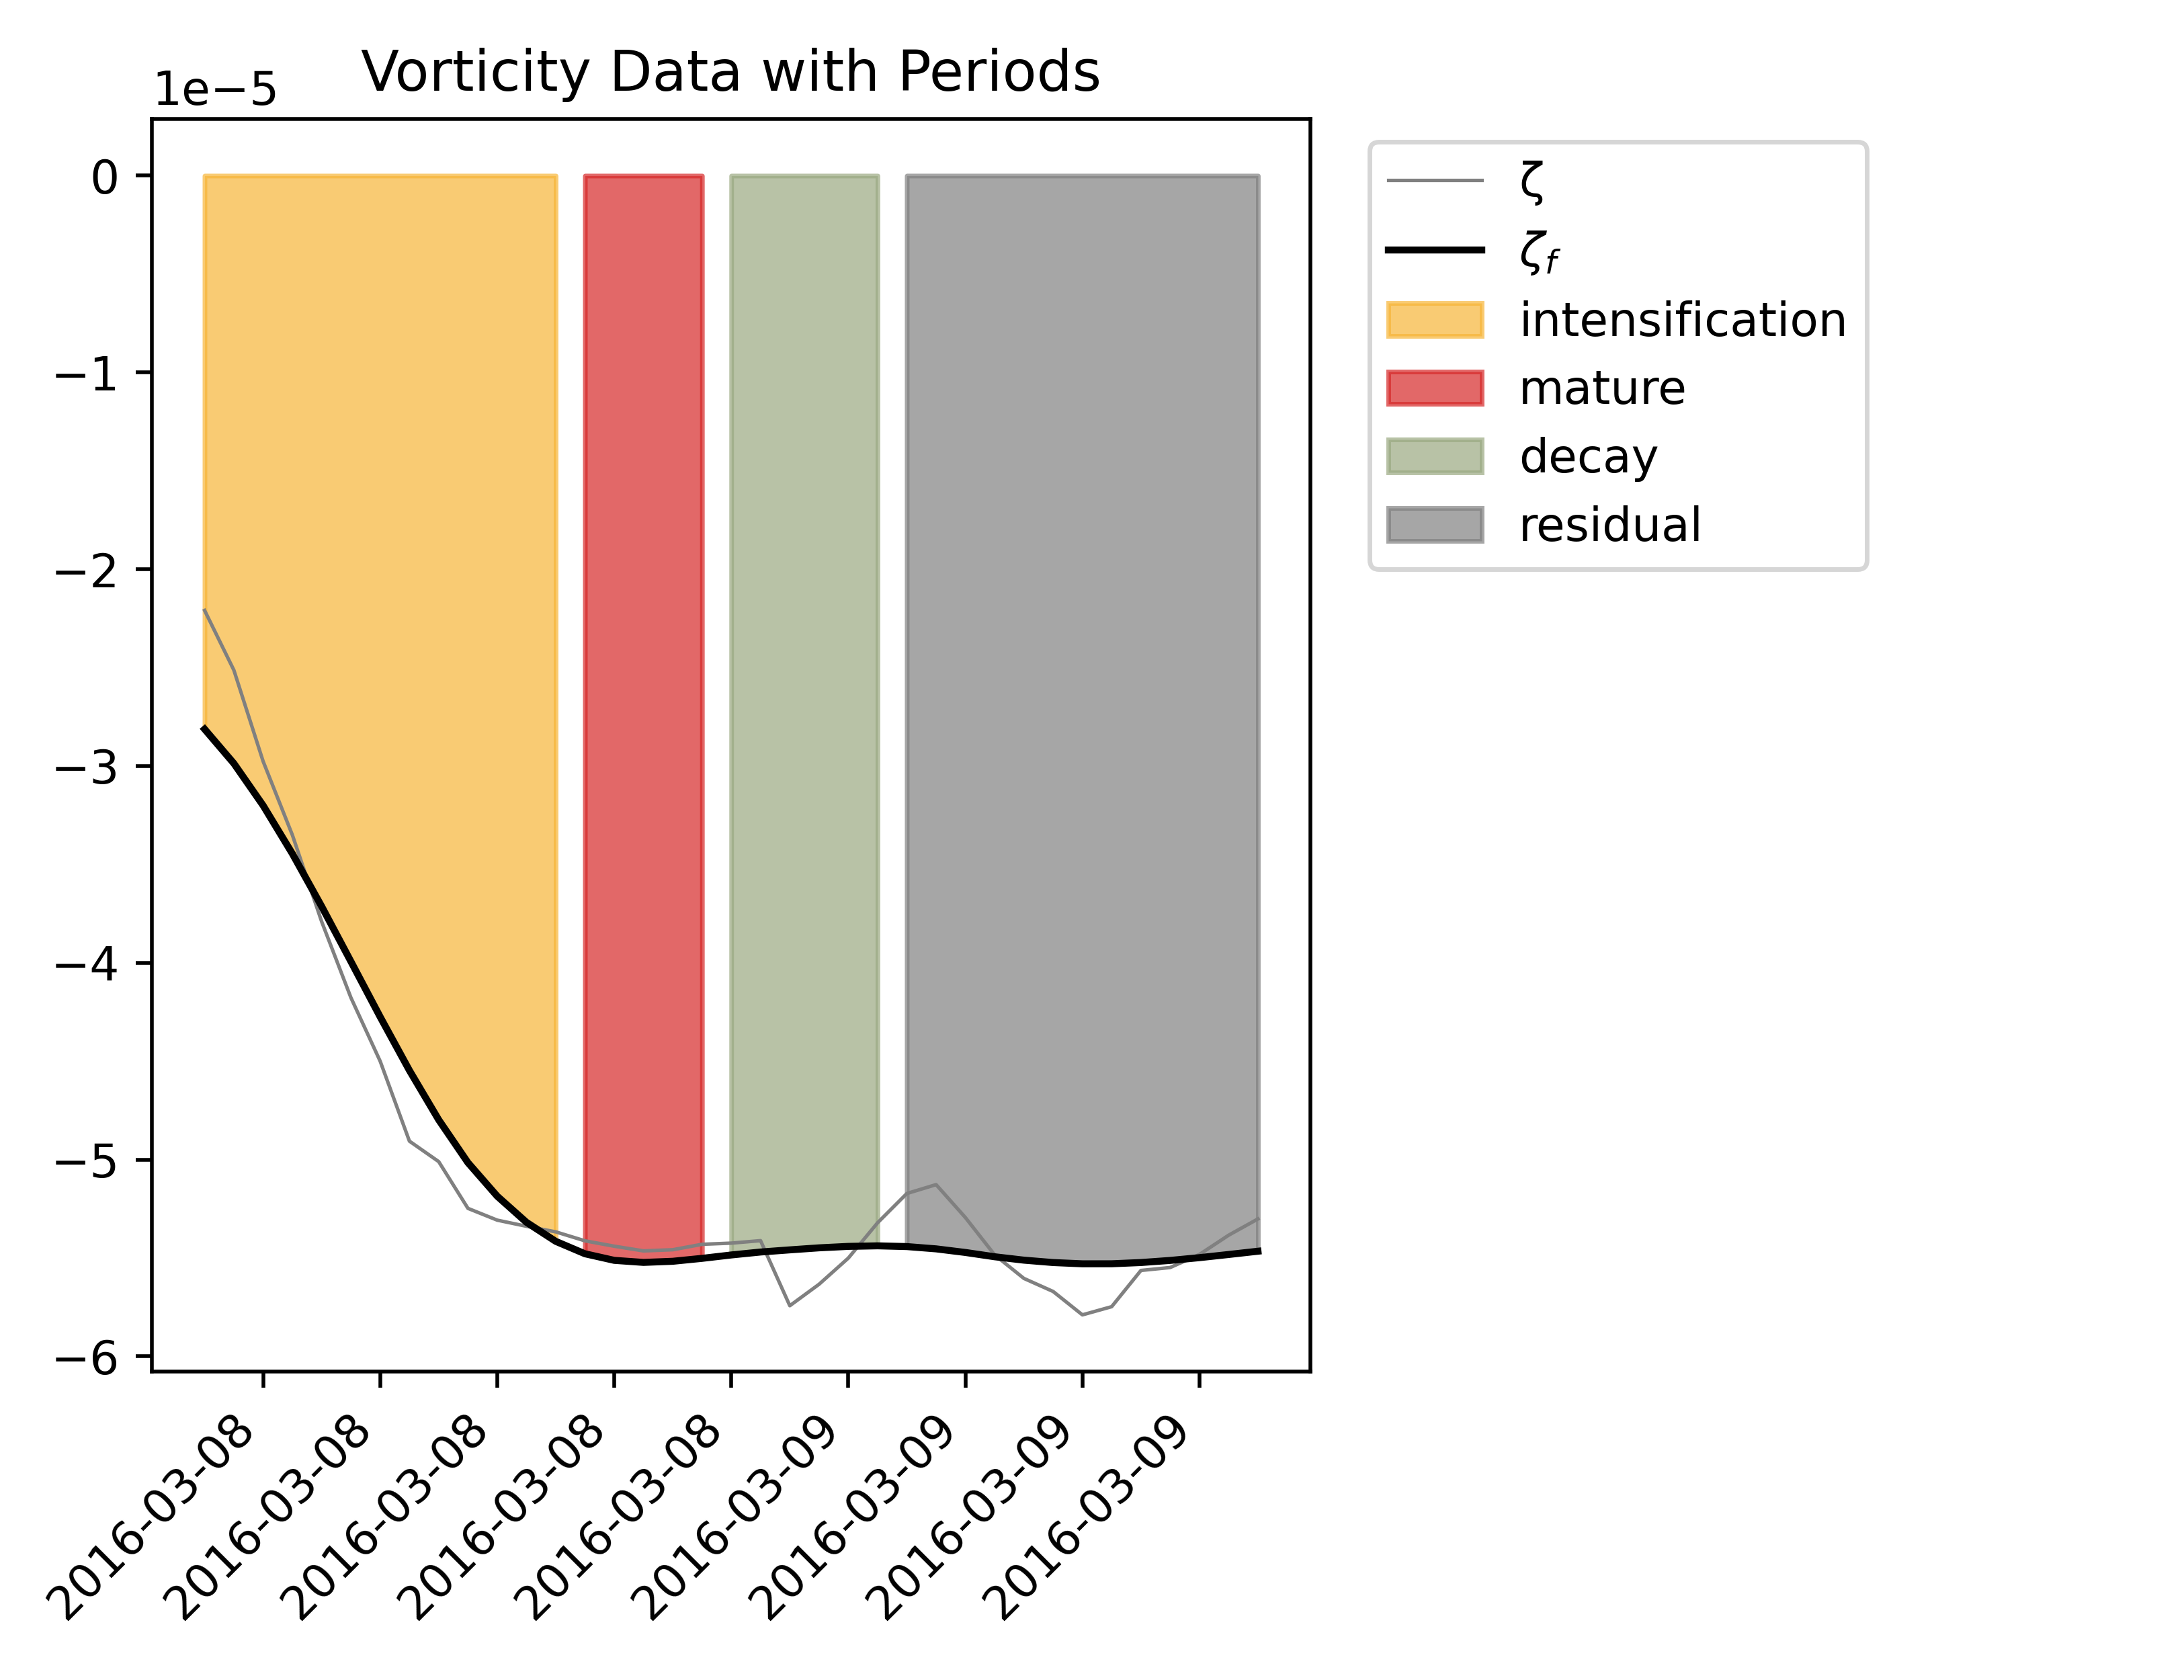 Vorticity Data with Periods
1e−5
0
−1
−2
−3
−4
−5
−6
2016-03-08
2016-03-08
2016-03-08
2016-03-08
2016-03-08
2016-03-09
2016-03-09
2016-03-09
2016-03-09
ζ
ζf
intensification
mature
decay
residual